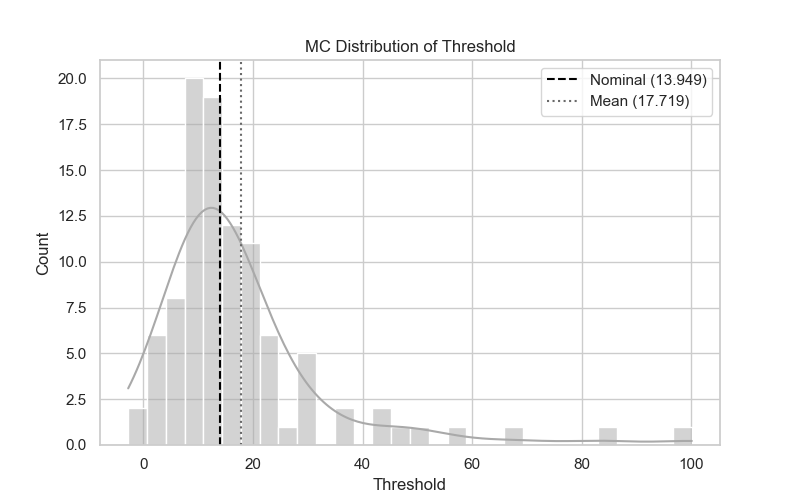 MC Distribution of Threshold
Nominal (13.949)
Mean (17.719)
20.0
17.5
15.0
12.5
10.0
7.5
5.0
2.5
0.0
Count
0 20 40 60 80 100
Threshold